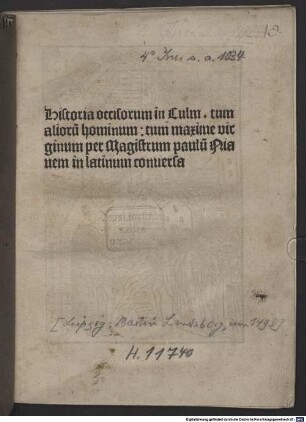 4° Inc s. a. 1034
Historia occisorum in Culm . tum
aliorū hominum : tum maxime vir
ginum per Magistrum paulū Nia
uem in latinum conuersa
[Leipzig: Martin Landsberg, um 1492]
H. 11740